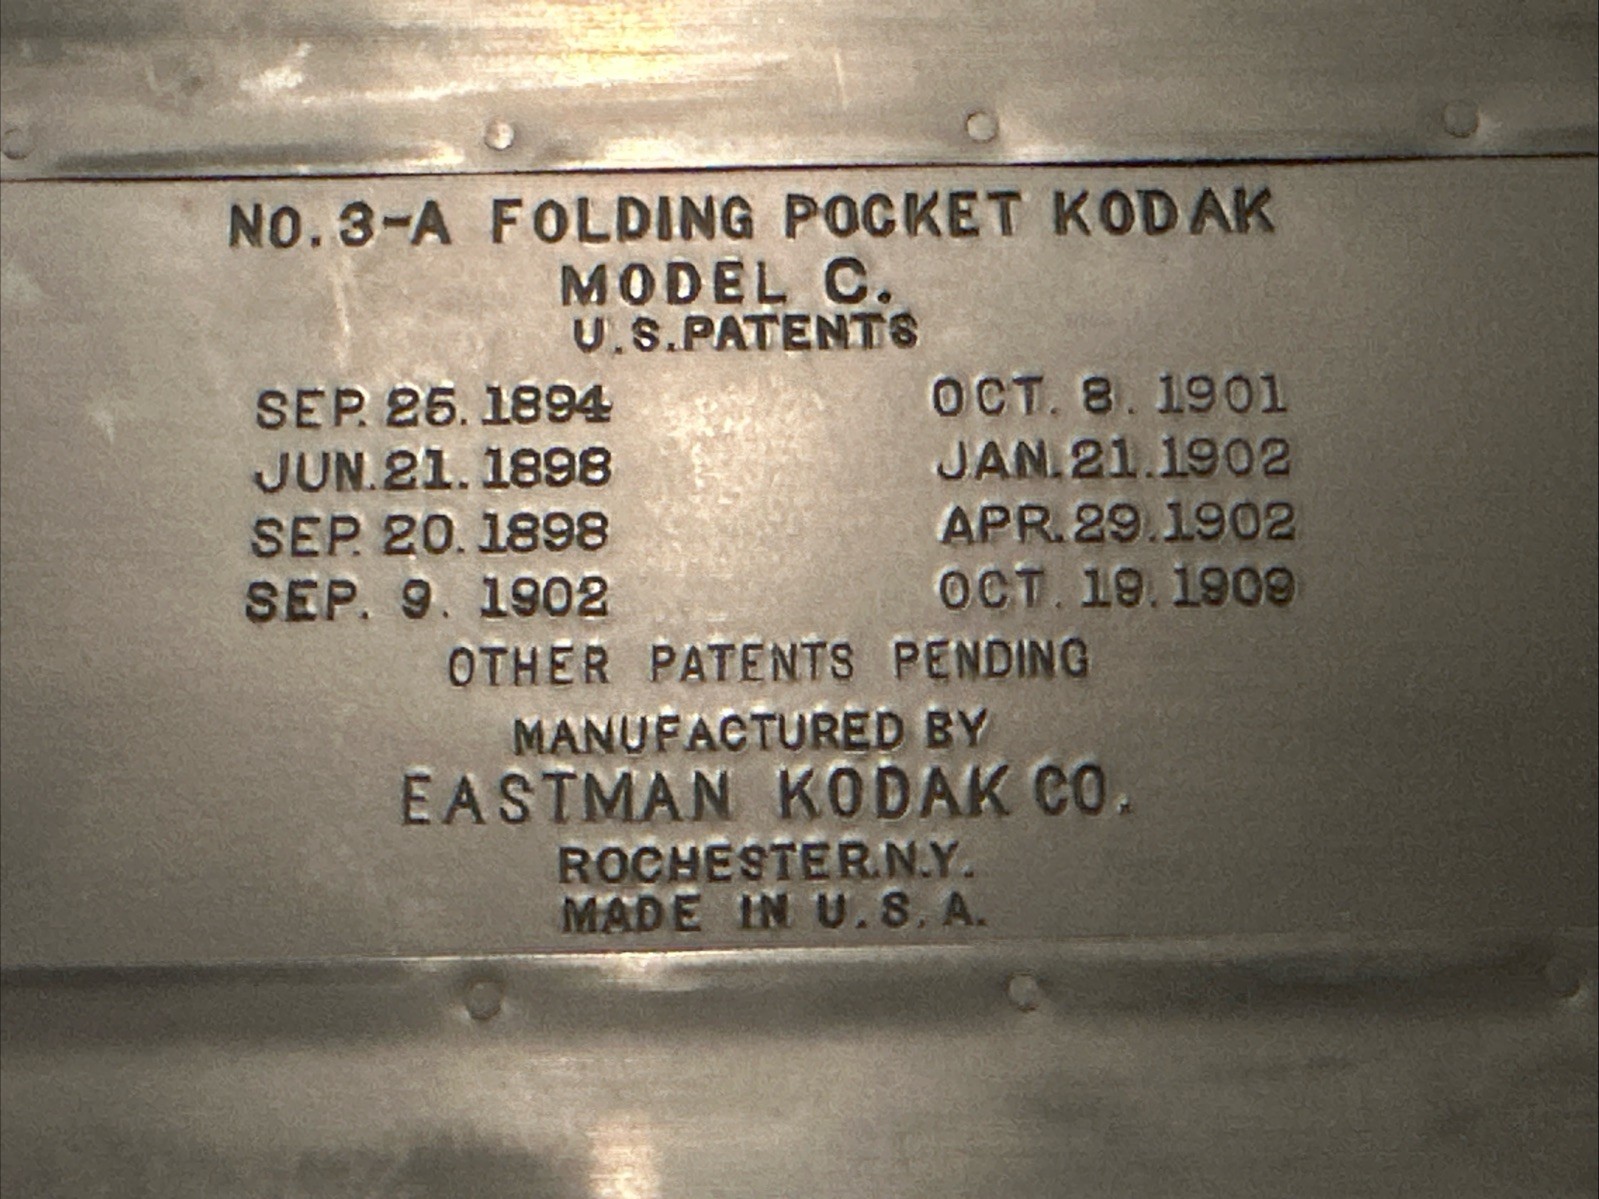 NO. 3-A FOLDING POCKET KODAK
MODEL C.
U.S. PATENTS
SEP. 25. 1894 OCT. 8. 1901
JUN. 21. 1898 JAN. 21. 1902
SEP. 20. 1898 APR. 29. 1902
SEP. 9. 1902 OCT. 19. 1909
OTHER PATENTS PENDING
MANUFACTURED BY
EASTMAN KODAK CO.
ROCHESTER.N.Y.
MADE IN U.S.A.